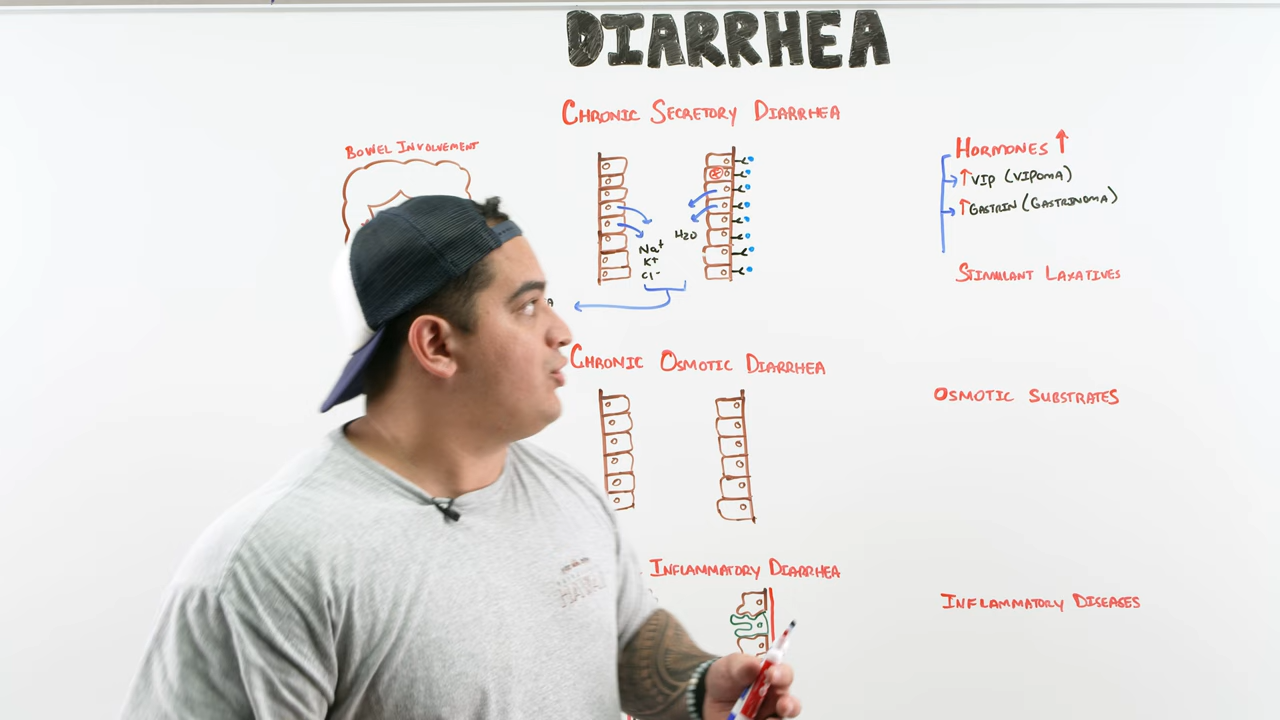 DIARRHEA
CHRONIC SECRETORY DIARRHEA
BOWEL INVOLVEMENT
HORMONES ↑
↑VIP (VIPOMA)
↑GASTRIN (GASTRINOMA)
H2O
Na+
K+
Cl-
STIMULANT LAXATIVES
CHRONIC OSMOTIC DIARRHEA
OSMOTIC SUBSTRATES
INFLAMMATORY DIARRHEA
INFLAMMATORY DISEASES